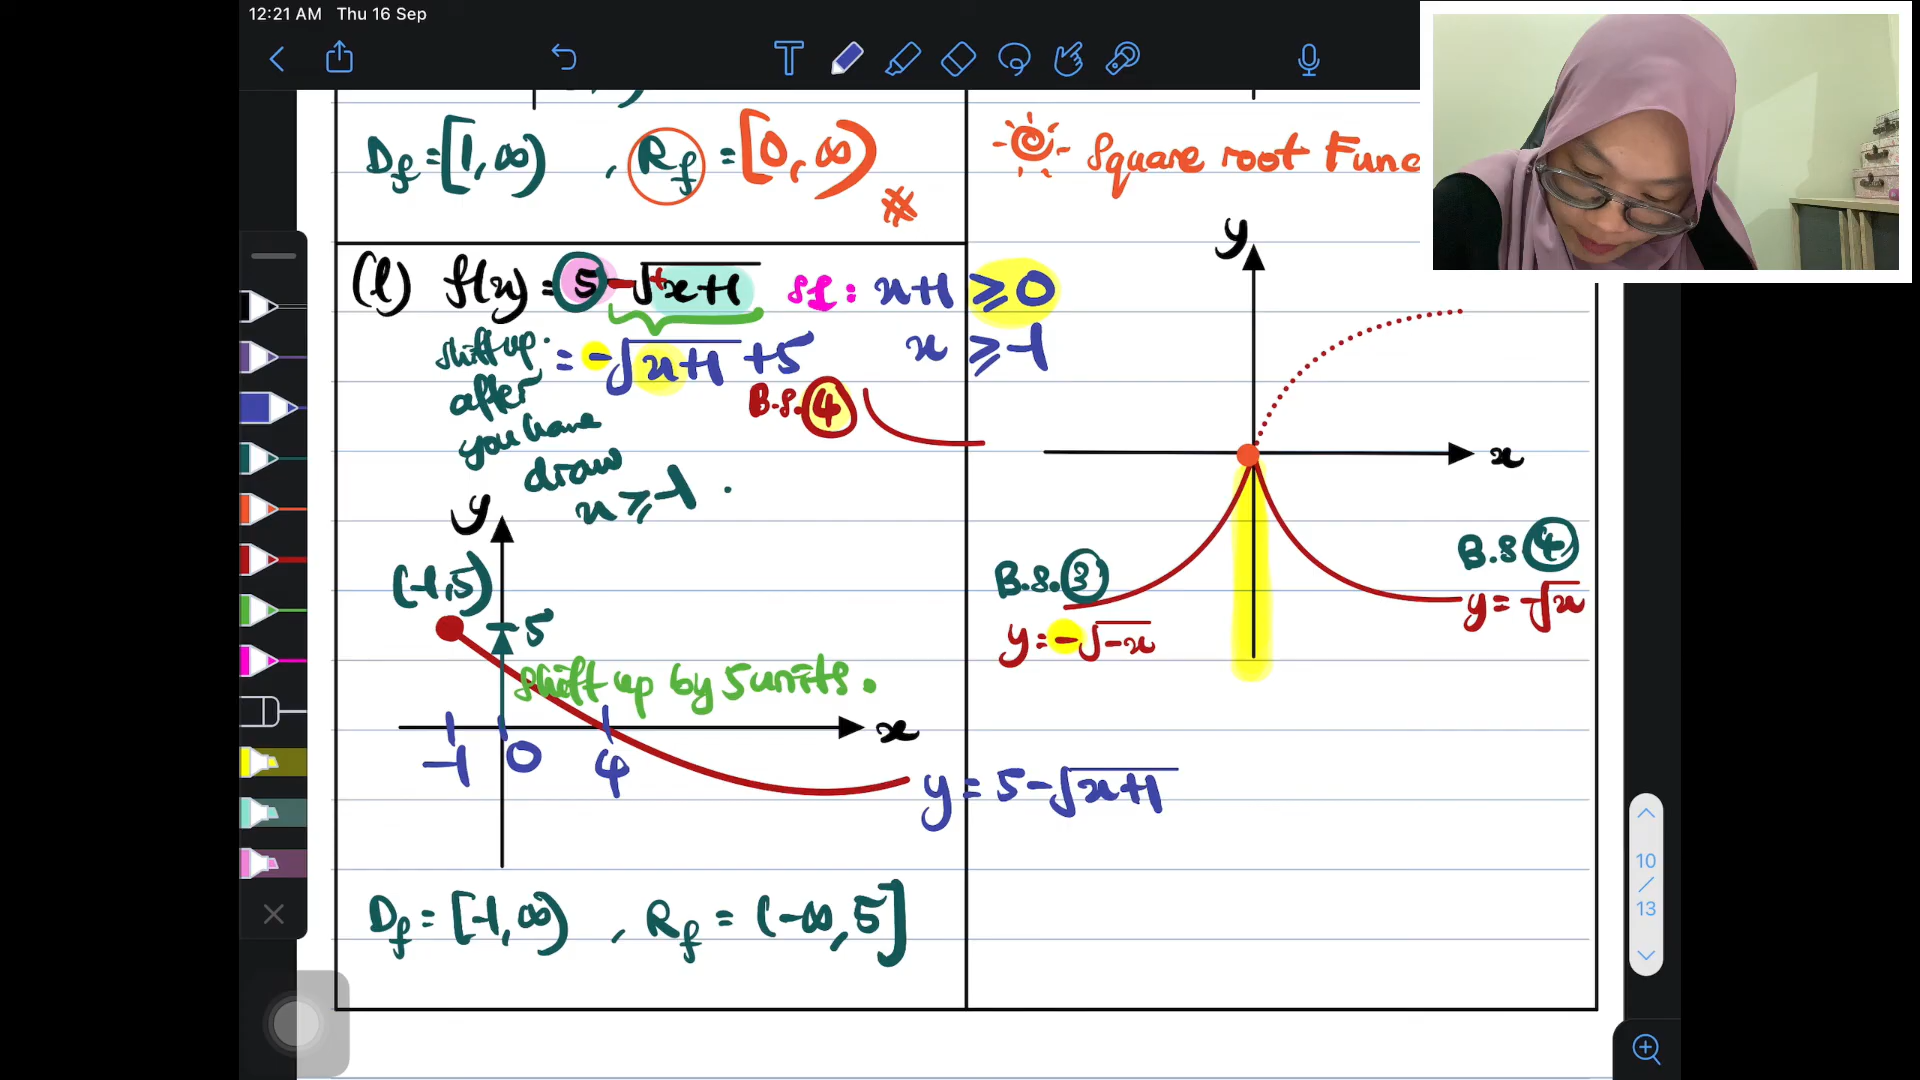 12:21 AM Thu 16 Sep
Df = [1, ∞) , Rf = [0, ∞) #
Square root Func
(l) f(x) = 5 - √x+1
S1 : x+1 ≥ 0
= -√x+1 + 5
x ≥ -1
shift up
after
you have
draw
x ≥ -1 .
B.S. 4
y
(-1,5)
5
shift up by 5 units.
x
-1 0 4
y = 5 - √x+1
Df = [-1, ∞) , Rf = (-∞, 5]
y
x
B.S. 3
y = -√-x
B.S 4
y = -√x
10
/
13